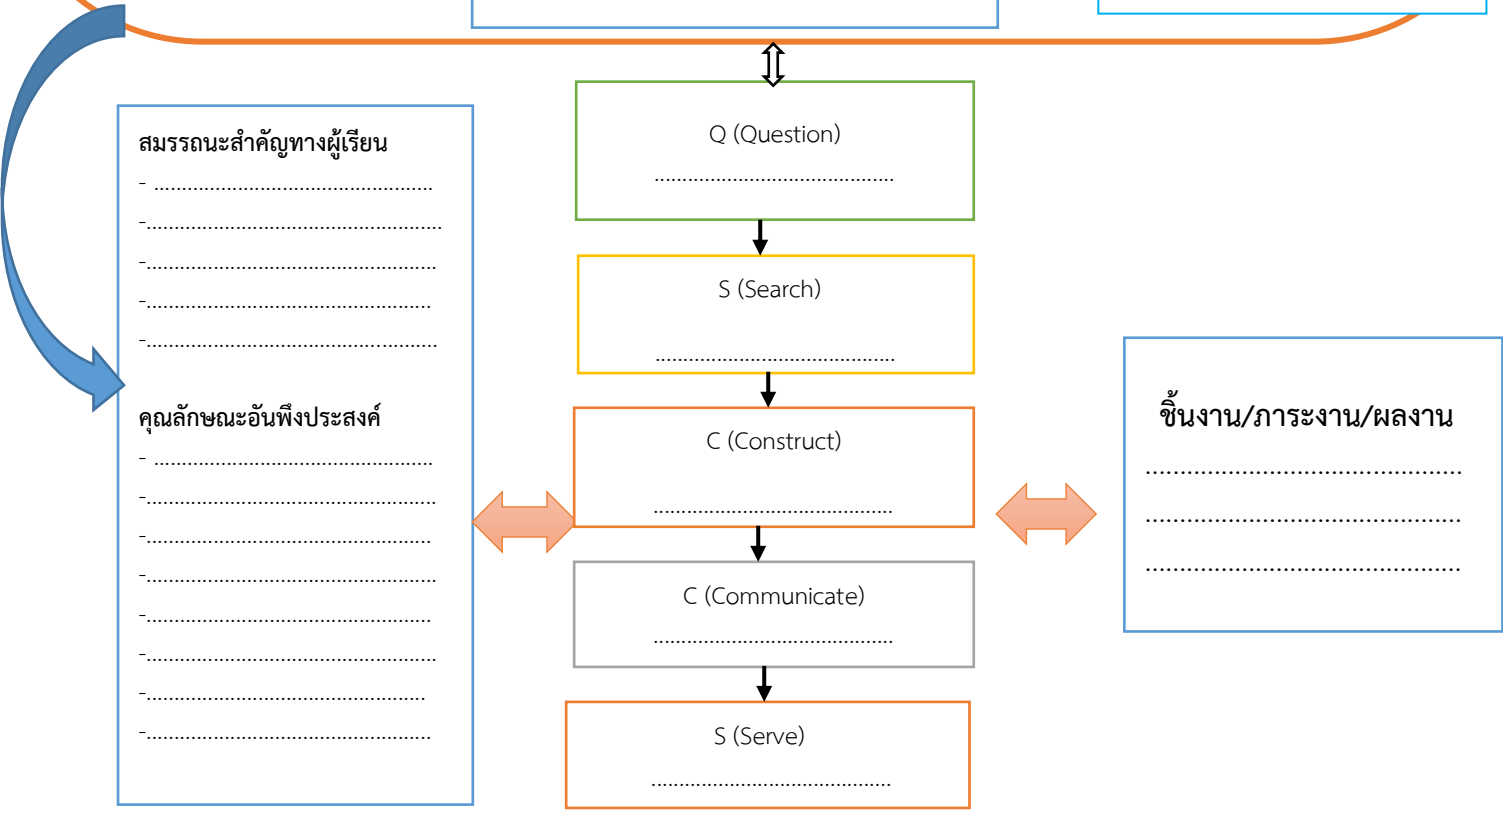 สมรรถนะสำคัญทางผู้เรียน
- ..................................................
-.....................................................
-....................................................
-...................................................
-....................................................
คุณลักษณะอันพึงประสงค์
- ..................................................
-....................................................
-...................................................
-....................................................
-...................................................
-....................................................
-..................................................
-...................................................
Q (Question)
...........................................
S (Search)
...........................................
C (Construct)
...........................................
C (Communicate)
...........................................
S (Serve)
...........................................
ชิ้นงาน/ภาระงาน/ผลงาน
..............................................
..............................................
..............................................